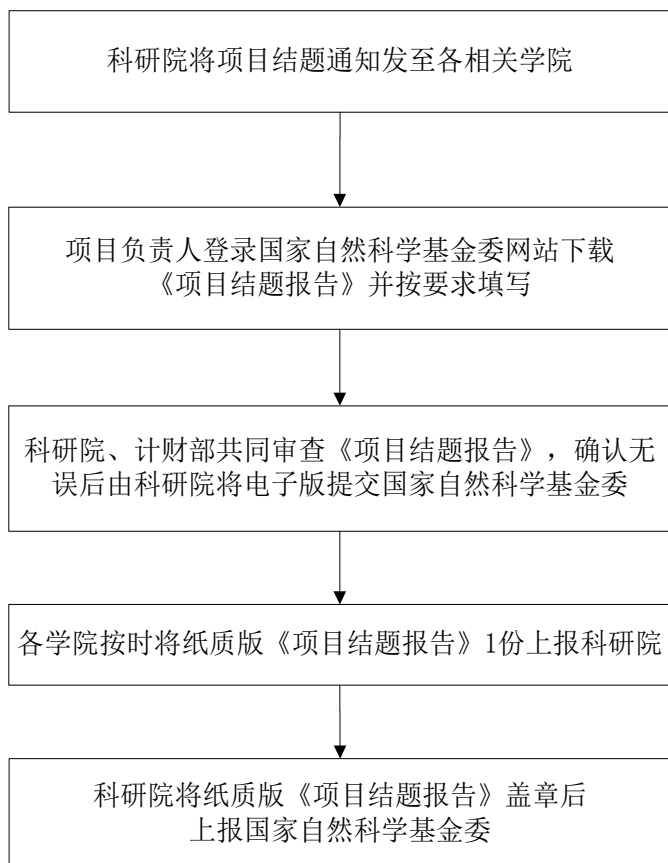 科研院将项目结题通知发至各相关学院
项目负责人登录国家自然科学基金委网站下载
《项目结题报告》并按要求填写
科研院、计财部共同审查《项目结题报告》，确认无
误后由科研院将电子版提交国家自然科学基金委
各学院按时将纸质版《项目结题报告》1份上报科研院
科研院将纸质版《项目结题报告》盖章后
上报国家自然科学基金委